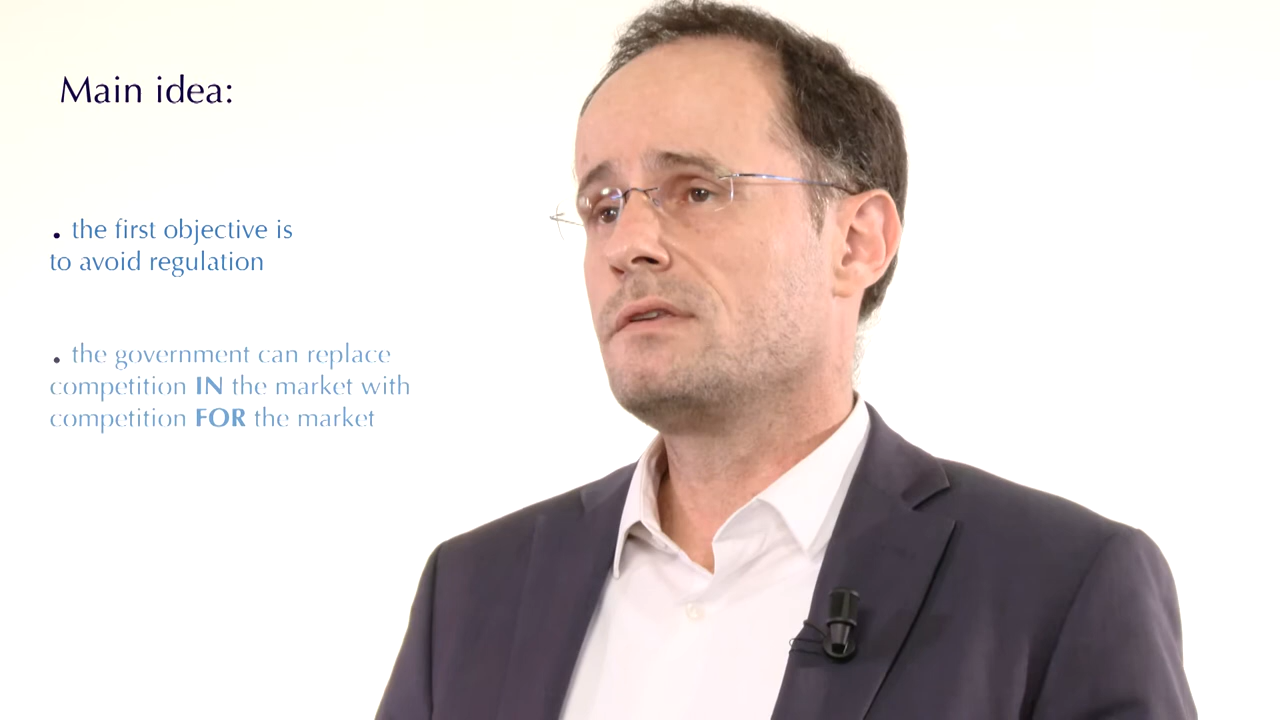 Main idea:
. the first objective is
to avoid regulation
. the government can replace
competition IN the market with
competition FOR the market